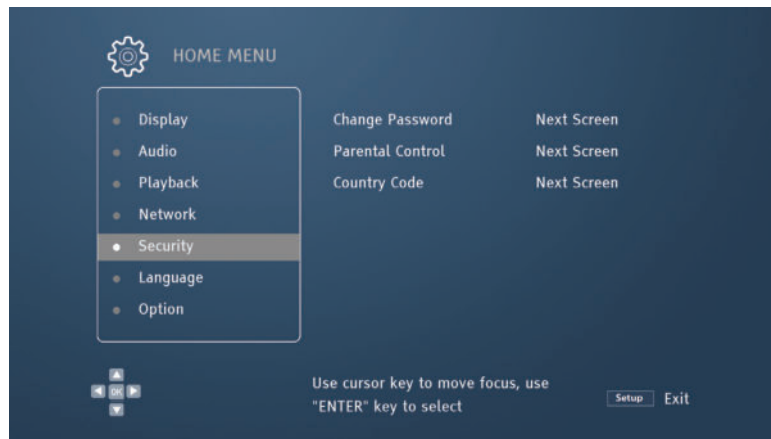 HOME MENU
Display
Audio
Playback
Network
Security
Language
Option
Change Password Next Screen
Parental Control Next Screen
Country Code Next Screen
OK
Use cursor key to move focus, use
"ENTER" key to select
Setup Exit